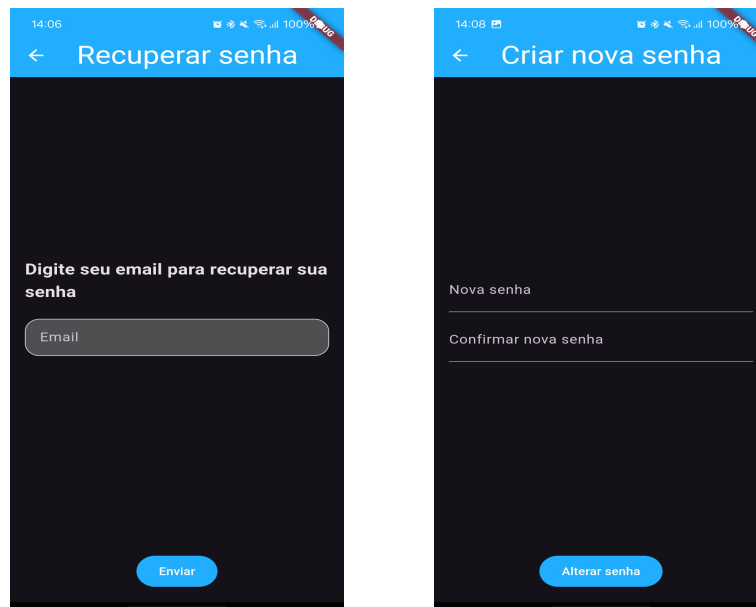 14:06
100%
DEBUG
Recuperar senha
Digite seu email para recuperar sua
senha
Email
Enviar
14:08
100%
DEBUG
Criar nova senha
Nova senha
Confirmar nova senha
Alterar senha